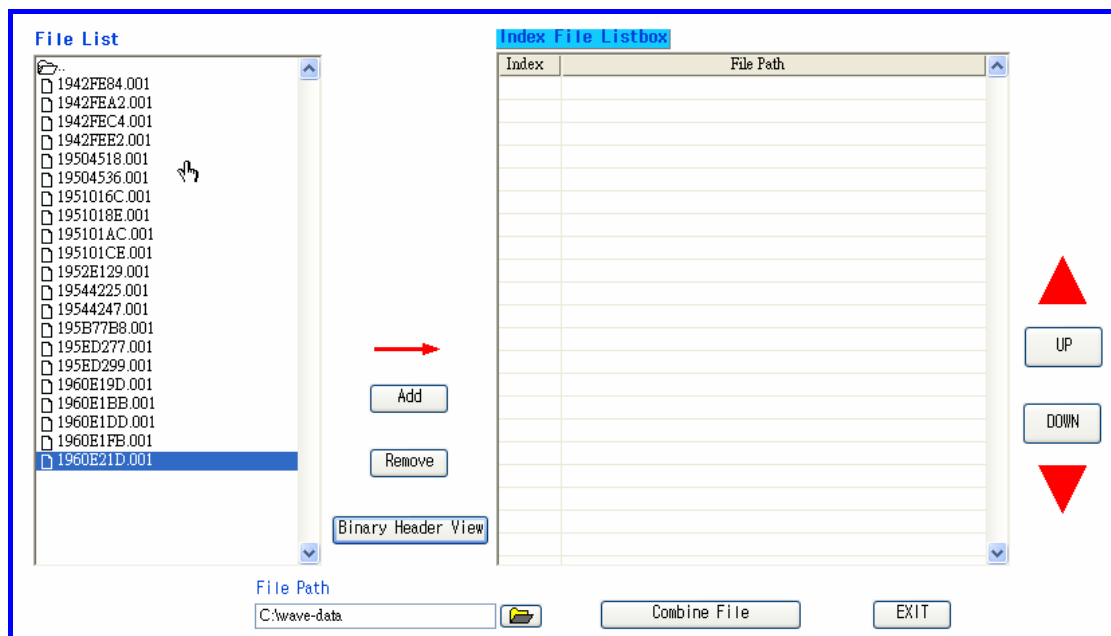 File List
..
1942FE84.001
1942FEA2.001
1942FEC4.001
1942FEE2.001
19504518.001
19504536.001
1951016C.001
1951018E.001
195101AC.001
195101CE.001
1952E129.001
19544225.001
19544247.001
195B77B8.001
195ED277.001
195ED299.001
1960E19D.001
1960E1BB.001
1960E1DD.001
1960E1FB.001
1960E21D.001
Add
Remove
Binary Header View
Index File Listbox
Index File Path
UP
DOWN
File Path
C:\wave-data
Combine File
EXIT